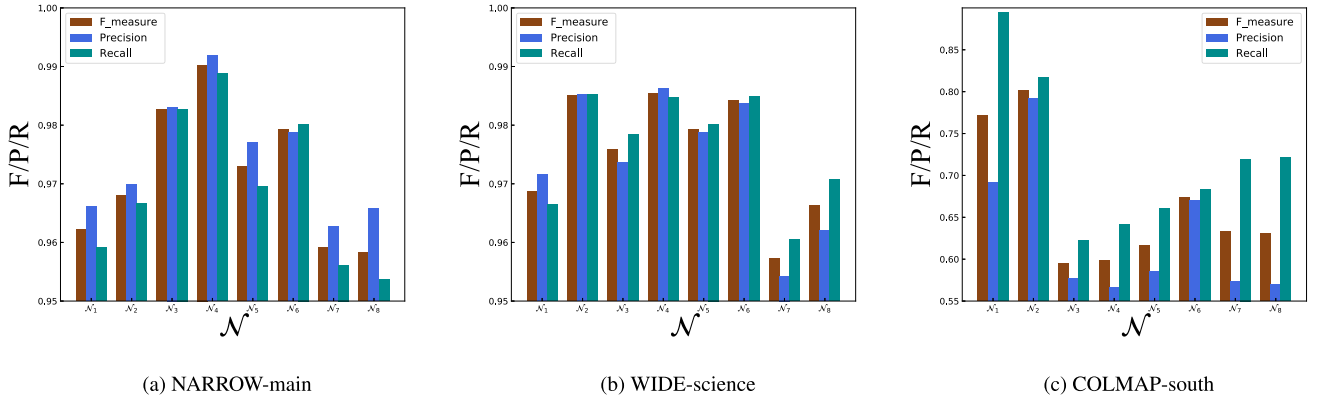 1.00
0.99
0.98
0.97
0.96
0.95
F/P/R
F_measure
Precision
Recall
𝒩1 𝒩2 𝒩3 𝒩4 𝒩5 𝒩6 𝒩7 𝒩8
𝒩
(a) NARROW-main
1.00
0.99
0.98
0.97
0.96
0.95
F/P/R
F_measure
Precision
Recall
𝒩1 𝒩2 𝒩3 𝒩4 𝒩5 𝒩6 𝒩7 𝒩8
𝒩
(b) WIDE-science
0.85
0.80
0.75
0.70
0.65
0.60
0.55
F/P/R
F_measure
Precision
Recall
𝒩1 𝒩2 𝒩3 𝒩4 𝒩5 𝒩6 𝒩7 𝒩8
𝒩
(c) COLMAP-south